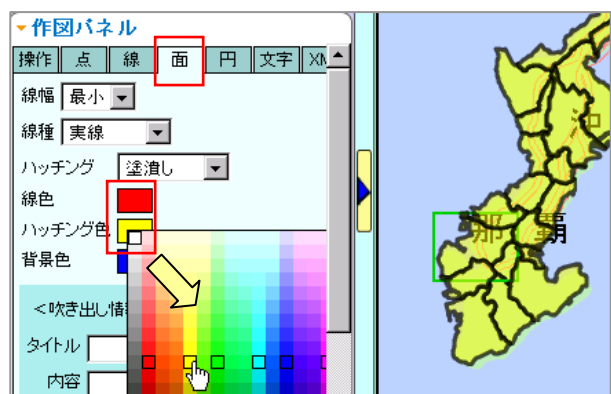 作図パネル
操作 点 線 面 円 文字 XM
線幅 最小
線種 実線
ハッチング 塗潰し
線色
ハッチング色
背景色
<吹き出し情
タイトル
内容
沖
那覇